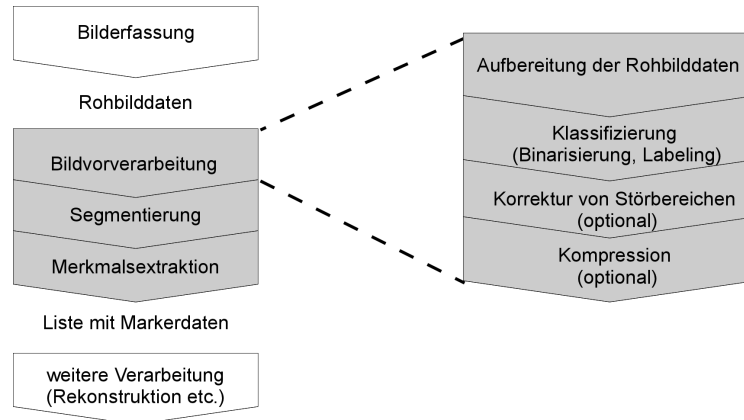 Bilderfassung
Rohbilddaten
Bildvorverarbeitung
Segmentierung
Merkmalsextraktion
Liste mit Markerdaten
weitere Verarbeitung
(Rekonstruktion etc.)
Aufbereitung der Rohbilddaten
Klassifizierung
(Binarisierung, Labeling)
Korrektur von Störbereichen
(optional)
Kompression
(optional)